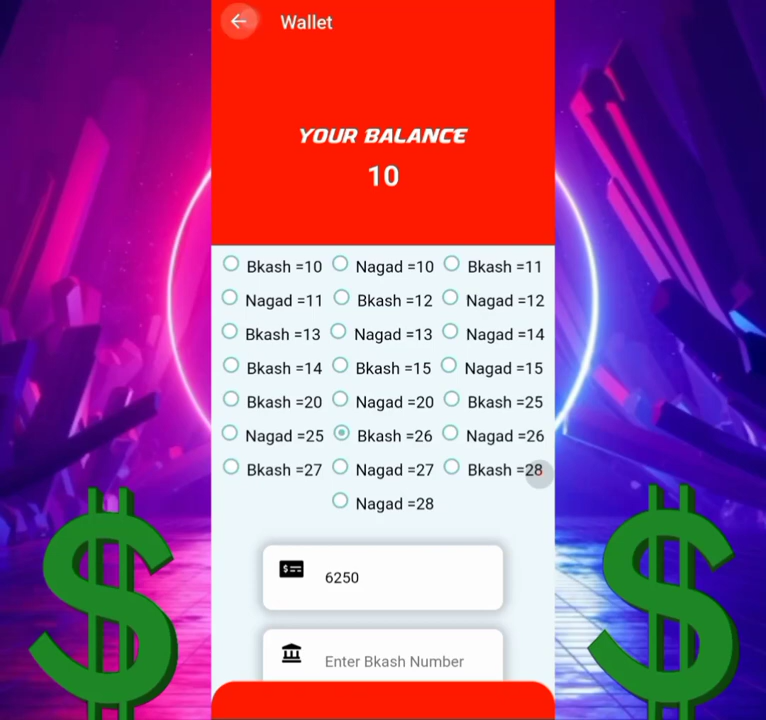 Wallet
YOUR BALANCE
10
Bkash =10 Nagad =10 Bkash =11
Nagad =11 Bkash =12 Nagad =12
Bkash =13 Nagad =13 Nagad =14
Bkash =14 Bkash =15 Nagad =15
Bkash =20 Nagad =20 Bkash =25
Nagad =25 Bkash =26 Nagad =26
Bkash =27 Nagad =27 Bkash =28
Nagad =28
6250
Enter Bkash Number